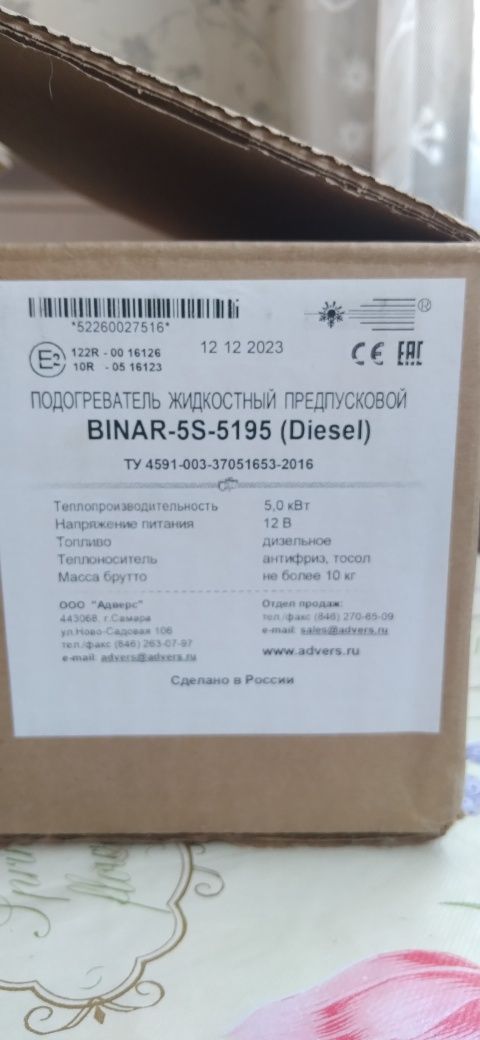 *52260027516*
®
E2
122R - 00 16126
10R - 05 16123
12 12 2023
CE EAC
ПОДОГРЕВАТЕЛЬ ЖИДКОСТНЫЙ ПРЕДПУСКОВОЙ
BINAR-5S-5195 (Diesel)
ТУ 4591-003-37051653-2016
Теплопроизводительность 5,0 кВт
Напряжение питания 12 В
Топливо дизельное
Теплоноситель антифриз, тосол
Масса брутто не более 10 кг
ООО "Адверс"
443068, г.Самара
ул.Ново-Садовая 106
тел./факс (846) 263-07-97
e-mail: advers@advers.ru
Отдел продаж:
тел./факс (846) 270-65-09
e-mail: sales@advers.ru
www.advers.ru
Сделано в России